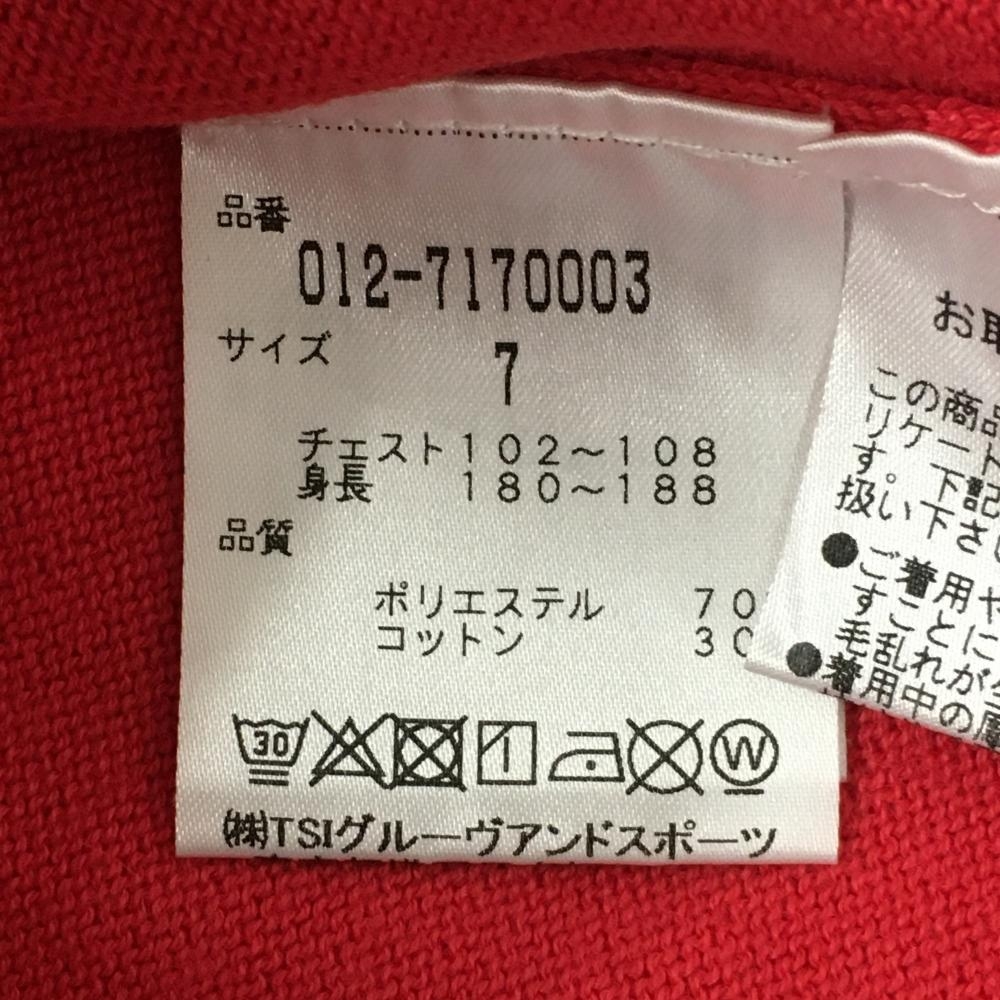 品番
012-7170003
サイズ 7
チェスト 102～108
身長 180～188
品質
ポリエステル 70
コットン 30
30
W
(株)TSIグルーヴアンドスポーツ
お取
この商品
リケート
す。下記
扱い下さい
●ご着用や
すことに
毛乱れが
●着用中の